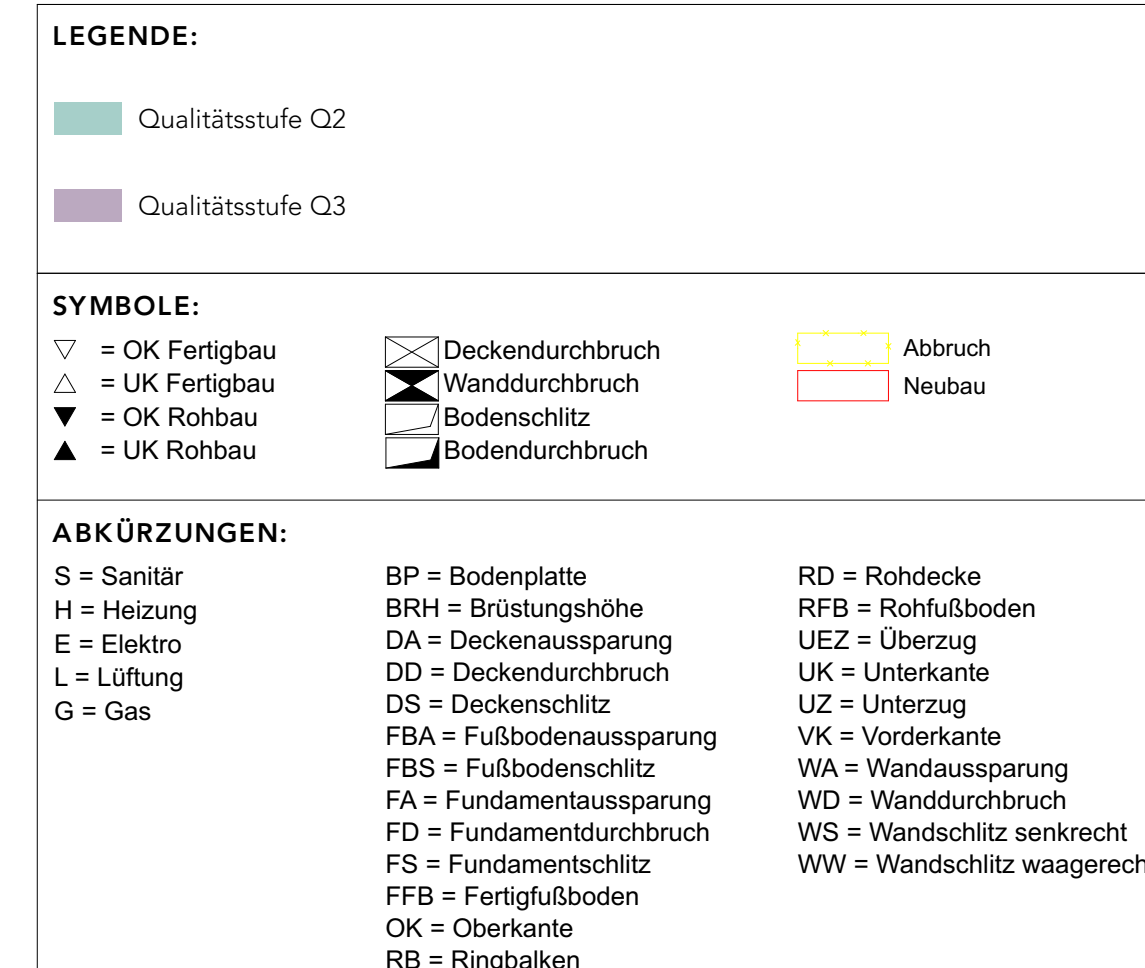 LEGENDE:
Qualitätsstufe Q2
Qualitätsstufe Q3
SYMBOLE:
= OK Fertigbau
= UK Fertigbau
= OK Rohbau
= UK Rohbau
Deckendurchbruch
Wanddurchbruch
Bodenschlitz
Bodendurchbruch
Abbruch
Neubau
ABKÜRZUNGEN:
S = Sanitär
H = Heizung
E = Elektro
L = Lüftung
G = Gas
BP = Bodenplatte
BRH = Brüstungshöhe
DA = Deckenaussparung
DD = Deckendurchbruch
DS = Deckenschlitz
FBA = Fußbodenaussparung
FBS = Fußbodenschlitz
FA = Fundamentaussparung
FD = Fundamentdurchbruch
FS = Fundamentschlitz
FFB = Fertigfußboden
OK = Oberkante
RB = Ringbalken
RD = Rohdecke
RFB = Rohfußboden
UEZ = Überzug
UK = Unterkante
UZ = Unterzug
VK = Vorderkante
WA = Wandaussparung
WD = Wanddurchbruch
WS = Wandschlitz senkrecht
WW = Wandschlitz waagerech